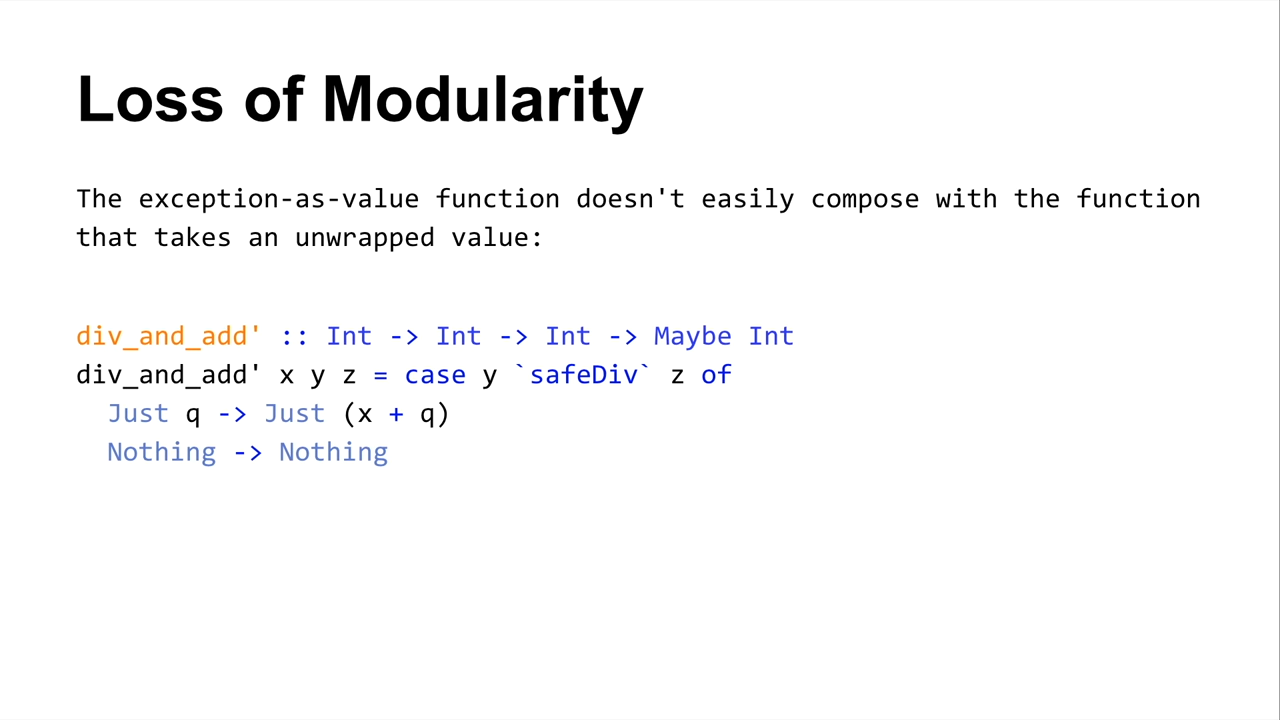 Loss of Modularity
The exception-as-value function doesn't easily compose with the function
that takes an unwrapped value:
div_and_add' :: Int -> Int -> Int -> Maybe Int
div_and_add' x y z = case y `safeDiv` z of
  Just q -> Just (x + q)
  Nothing -> Nothing